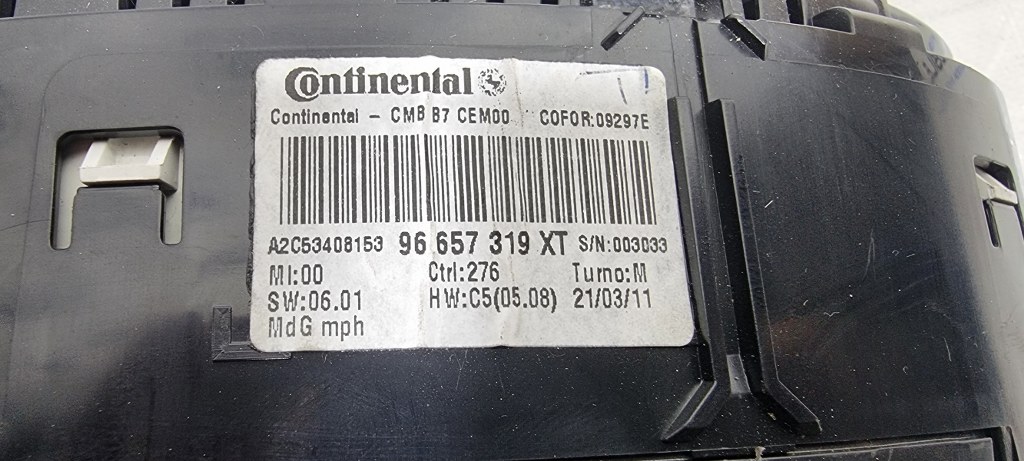 Continental
Continental - CMB B7 CEM00 COFOR:09297E
A2C53408153 96 657 319 XT S/N:003033
MI:00 Ctrl:276 Turno:M
SW:06.01 HW:C5(05.08) 21/03/11
MdG mph